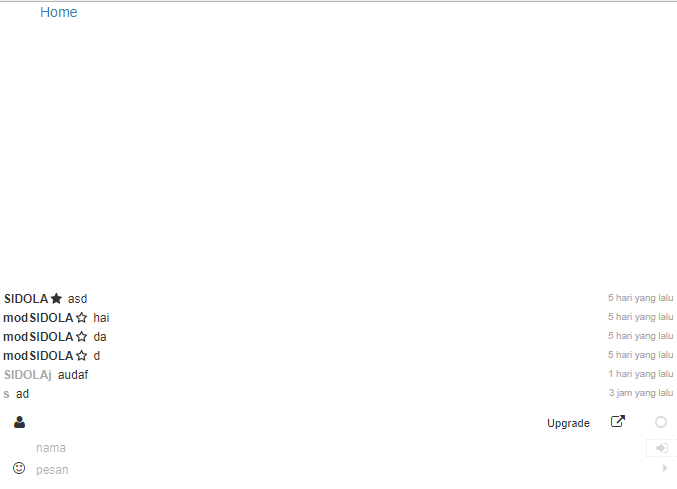 Home
SIDOLA asd 5 hari yang lalu
modSIDOLA hai 5 hari yang lalu
modSIDOLA da 5 hari yang lalu
modSIDOLA d 5 hari yang lalu
SIDOLAj audaf 1 hari yang lalu
s ad 3 jam yang lalu
Upgrade
nama
pesan